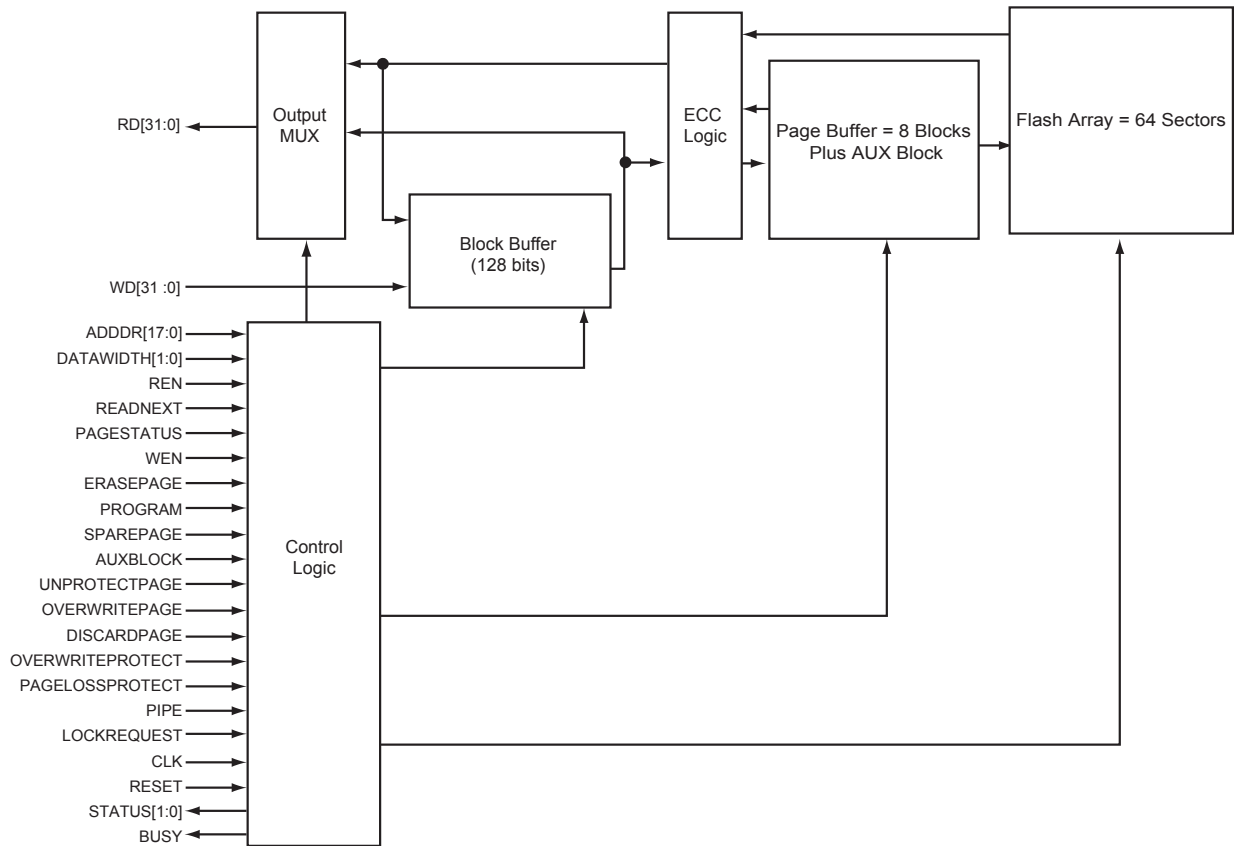 Output
MUX
RD[31:0]
ECC
Logic
Page Buffer = 8 Blocks
Plus AUX Block
Flash Array = 64 Sectors
Block Buffer
(128 bits)
WD[31 :0]
ADDDR[17:0]
DATAWIDTH[1:0]
REN
READNEXT
PAGESTATUS
WEN
ERASEPAGE
PROGRAM
SPAREPAGE
AUXBLOCK
UNPROTECTPAGE
OVERWRITEPAGE
DISCARDPAGE
OVERWRITEPROTECT
PAGELOSSPROTECT
PIPE
LOCKREQUEST
CLK
RESET
STATUS[1:0]
BUSY
Control
Logic